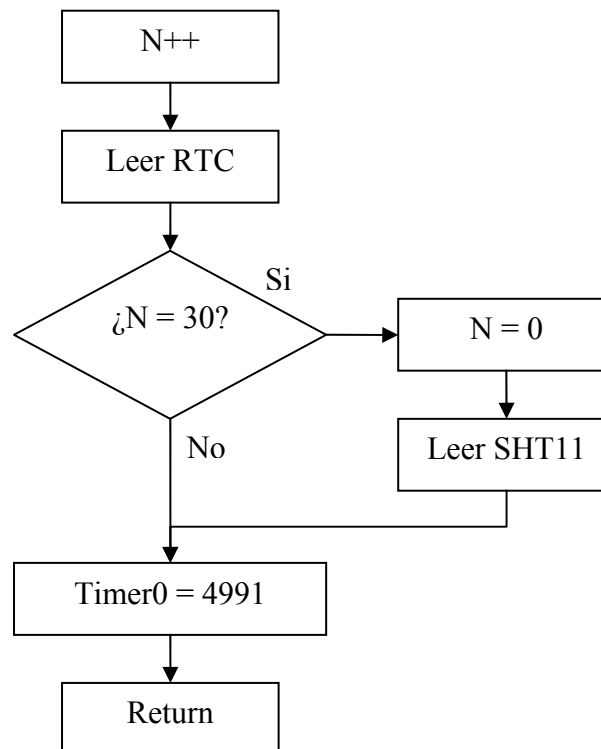 N++
Leer RTC
Si
¿N = 30?
N = 0
No
Leer SHT11
Timer0 = 4991
Return